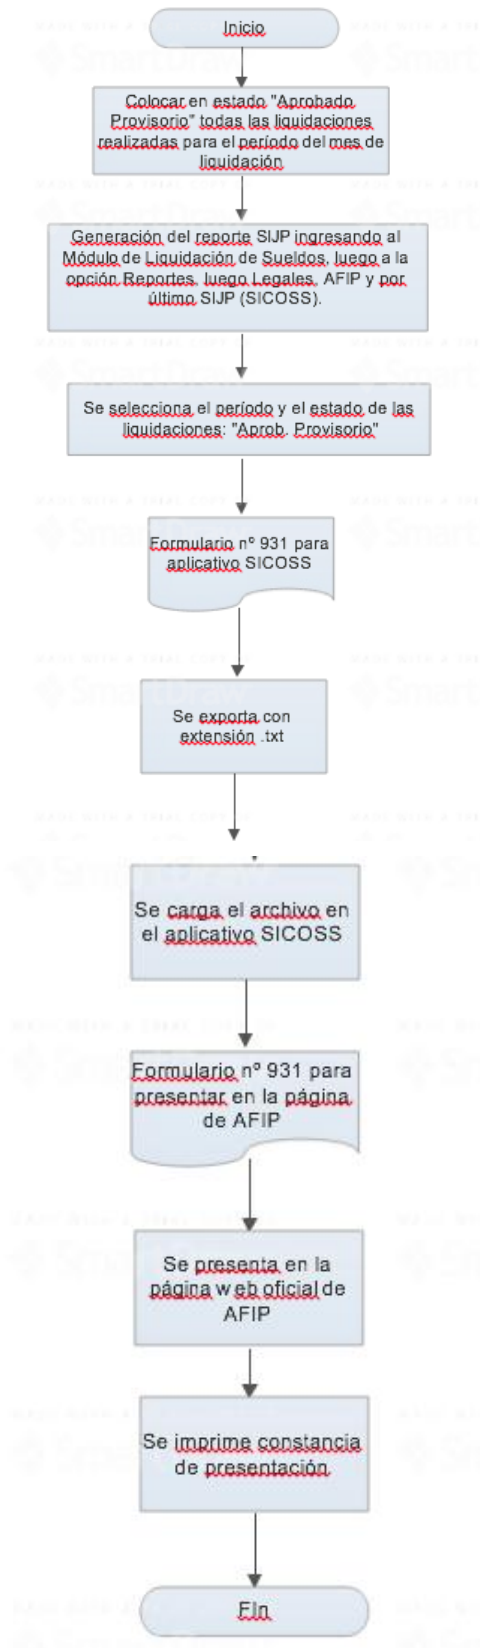 Inicio
Colocar en estado "Aprobado
Provisorio" todas las liquidaciones
realizadas para el período del mes de
liquidación
Generación del reporte SIJP ingresando al
Módulo de Liquidación de Sueldos, luego a la
opción Reportes, luego Legales, AFIP y por
último SIJP (SICOSS).
Se selecciona el período y el estado de las
liquidaciones: "Aprob. Provisorio"
Formulario nº 931 para
aplicativo SICOSS
Se exporta con
extensión .txt
Se carga el archivo en
el aplicativo SICOSS
Formulario nº 931 para
presentar en la página
de AFIP
Se presenta en la
página web oficial de
AFIP
Se imprime constancia
de presentación
FIn